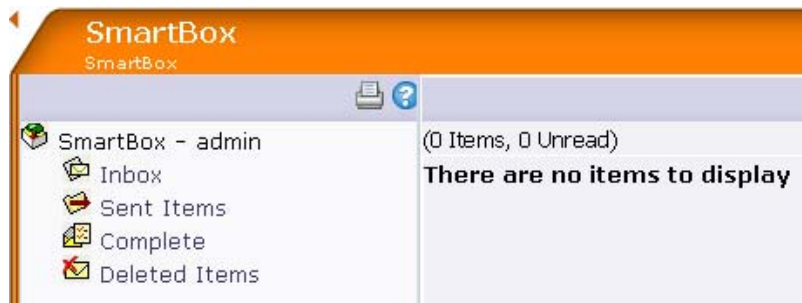 SmartBox
SmartBox
SmartBox - admin
Inbox
Sent Items
Complete
Deleted Items
(0 Items, 0 Unread)
There are no items to display